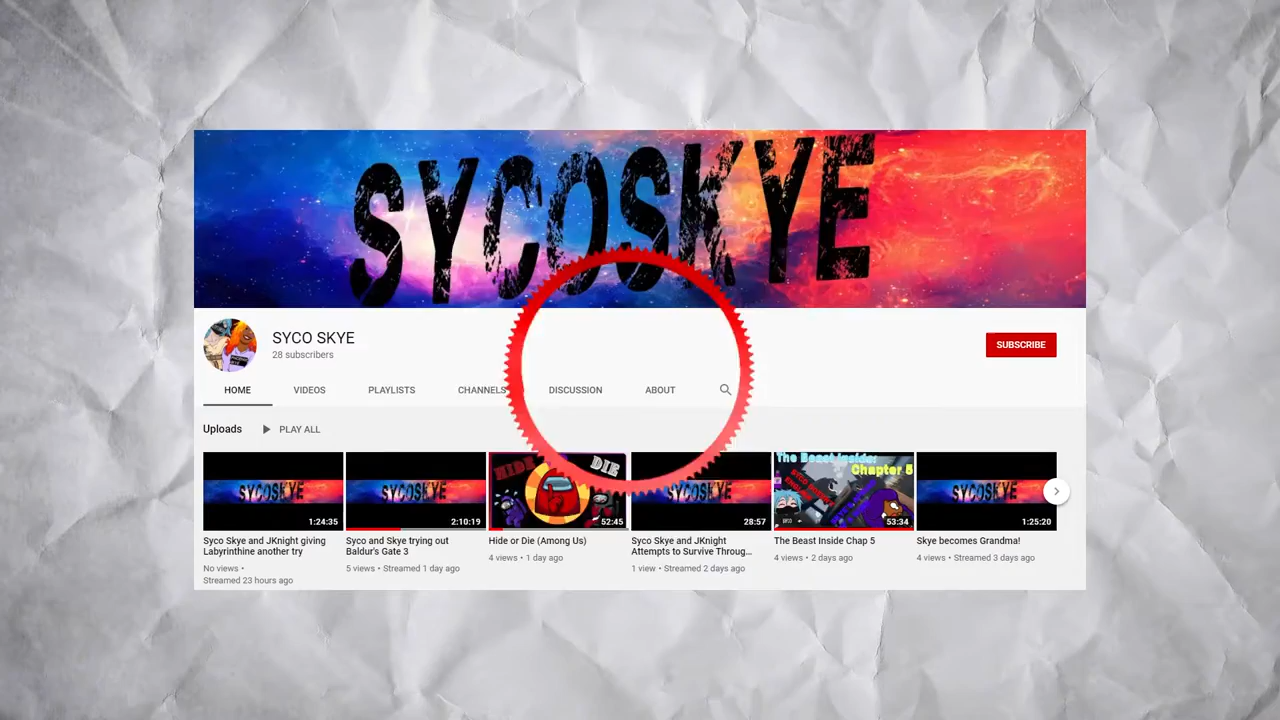 SYCOSKYE
SYCO SKYE
28 subscribers
SUBSCRIBE
HOME VIDEOS PLAYLISTS CHANNELS DISCUSSION ABOUT
Uploads PLAY ALL
SYCOSKYE SYCOSKYE HIDE DIE SYCOSKYE The Beast Inside: Chapter 5 SYCOSKYE
1:24:35 2:10:19 52:45 28:57 53:34 1:25:20
Syco Skye and JKnight giving Labyrinthine another try
No views •
Streamed 23 hours ago
Syco and Skye trying out Baldur's Gate 3
5 views • Streamed 1 day ago
Hide or Die (Among Us)
4 views • 1 day ago
Syco Skye and JKnight Attempts to Survive Throug...
1 view • Streamed 2 days ago
The Beast Inside Chap 5
4 views • 2 days ago
Skye becomes Grandma!
4 views • Streamed 3 days ago